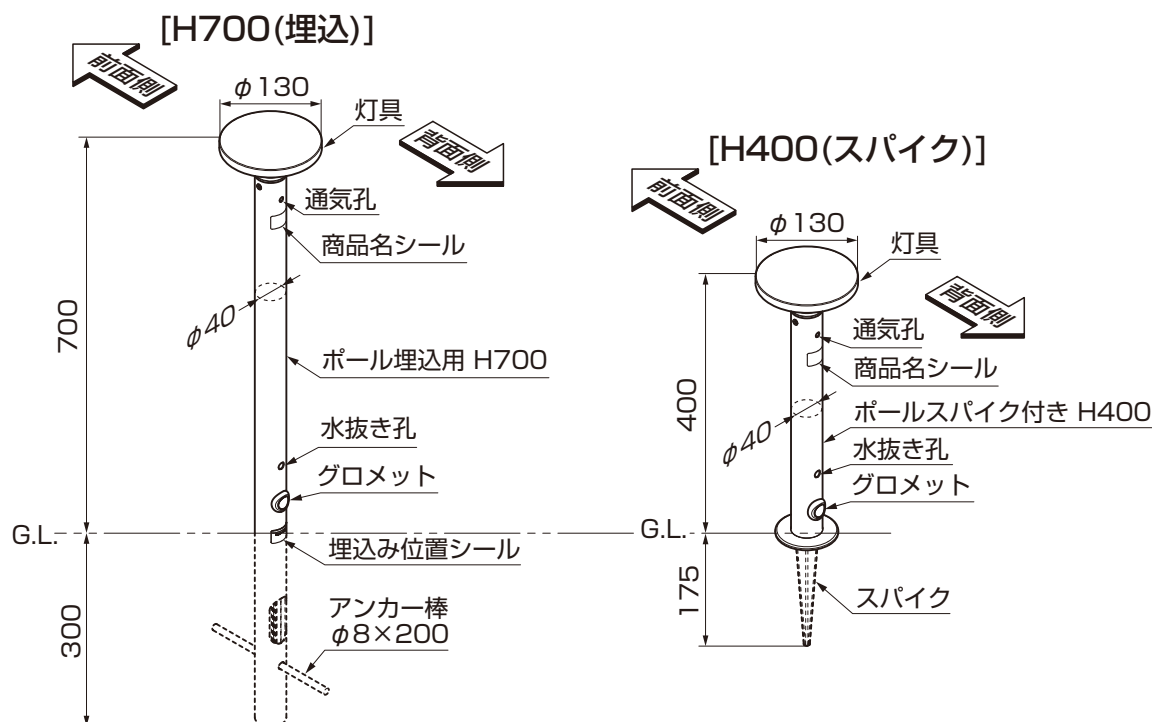 [H700(埋込)]
前面側
φ130
灯具
背面側
通気孔
商品名シール
φ40
700
ポール埋込用 H700
水抜き孔
グロメット
G.L.
埋込み位置シール
300
アンカー棒
φ8×200
[H400(スパイク)]
前面側
φ130
灯具
背面側
通気孔
商品名シール
400
φ40
ポールスパイク付き H400
水抜き孔
グロメット
G.L.
175
スパイク